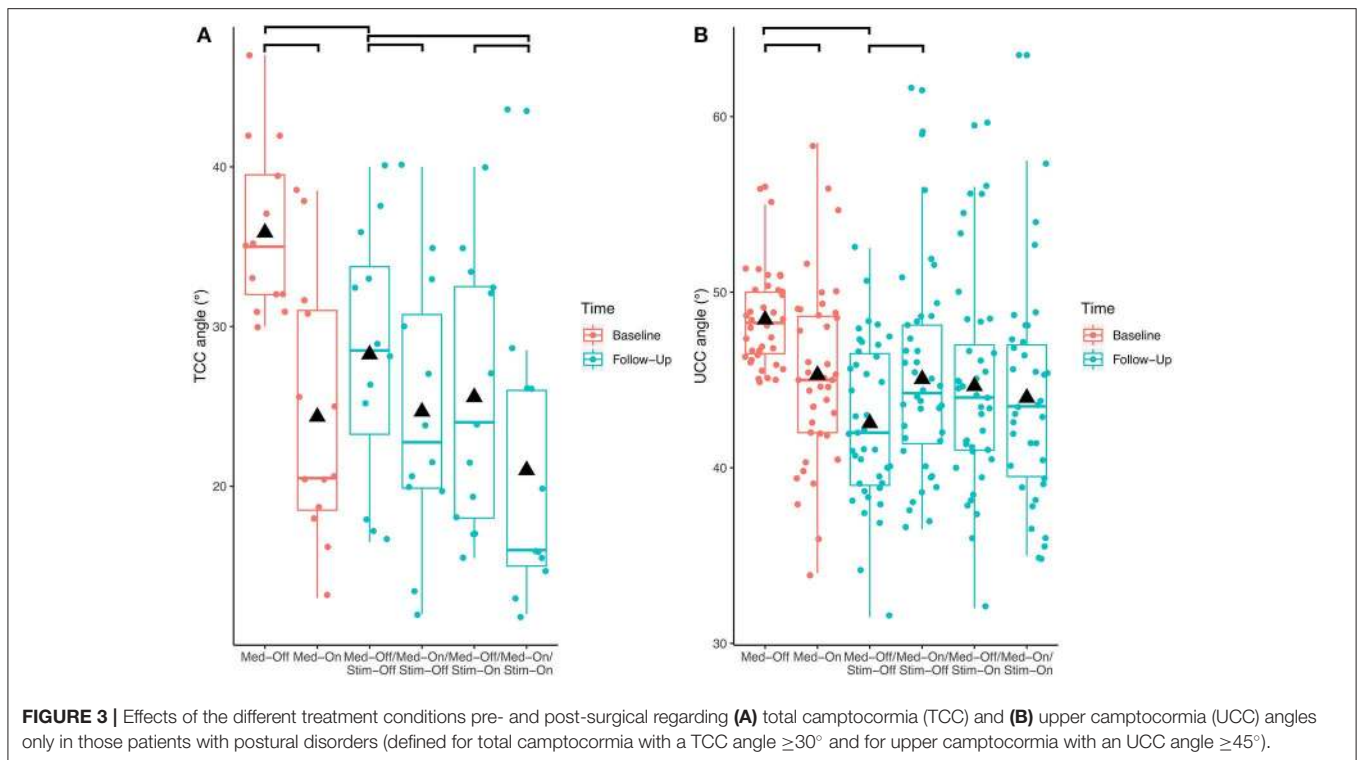 A
TCC angle (°)
40
30
20
Med-Off
Med-On
Med-Off/
Stim-Off
Med-On/
Stim-Off
Med-Off/
Stim-On
Med-On/
Stim-On
Time
Baseline
Follow-Up
B
UCC angle (°)
60
50
40
30
Med-Off
Med-On
Med-Off/
Stim-Off
Med-On/
Stim-Off
Med-Off/
Stim-On
Med-On/
Stim-On
Time
Baseline
Follow-Up
FIGURE 3 | Effects of the different treatment conditions pre- and post-surgical regarding (A) total camptocormia (TCC) and (B) upper camptocormia (UCC) angles
only in those patients with postural disorders (defined for total camptocormia with a TCC angle ≥30° and for upper camptocormia with an UCC angle ≥45°).